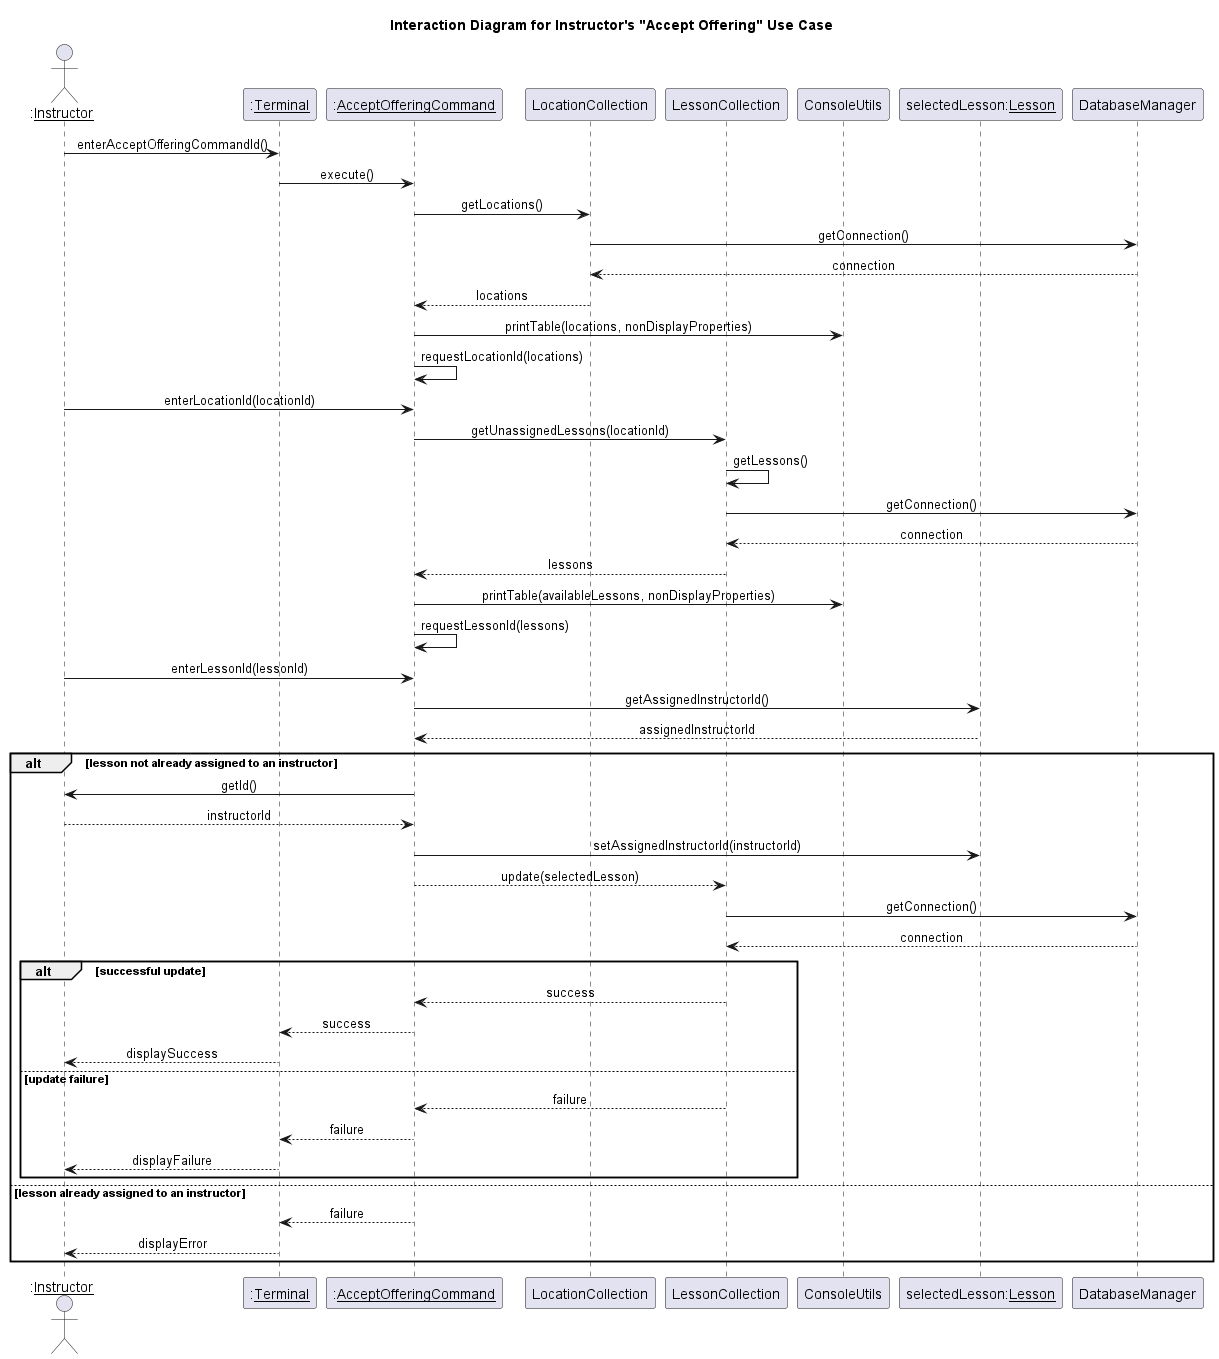 Interaction Diagram for Instructor's "Accept Offering" Use Case
:Instructor
:Terminal
:AcceptOfferingCommand
LocationCollection
LessonCollection
ConsoleUtils
selectedLesson:Lesson
DatabaseManager
enterAcceptOfferingCommandId()
execute()
getLocations()
getConnection()
connection
locations
printTable(locations, nonDisplayProperties)
requestLocationId(locations)
enterLocationId(locationId)
getUnassignedLessons(locationId)
getLessons()
getConnection()
connection
lessons
printTable(availableLessons, nonDisplayProperties)
requestLessonId(lessons)
enterLessonId(lessonId)
getAssignedInstructorId()
assignedInstructorId
alt [lesson not already assigned to an instructor]
getId()
instructorId
setAssignedInstructorId(instructorId)
update(selectedLesson)
getConnection()
connection
alt [successful update]
success
success
displaySuccess
[update failure]
failure
failure
displayFailure
[lesson already assigned to an instructor]
failure
displayError
:Instructor
:Terminal
:AcceptOfferingCommand
LocationCollection
LessonCollection
ConsoleUtils
selectedLesson:Lesson
DatabaseManager